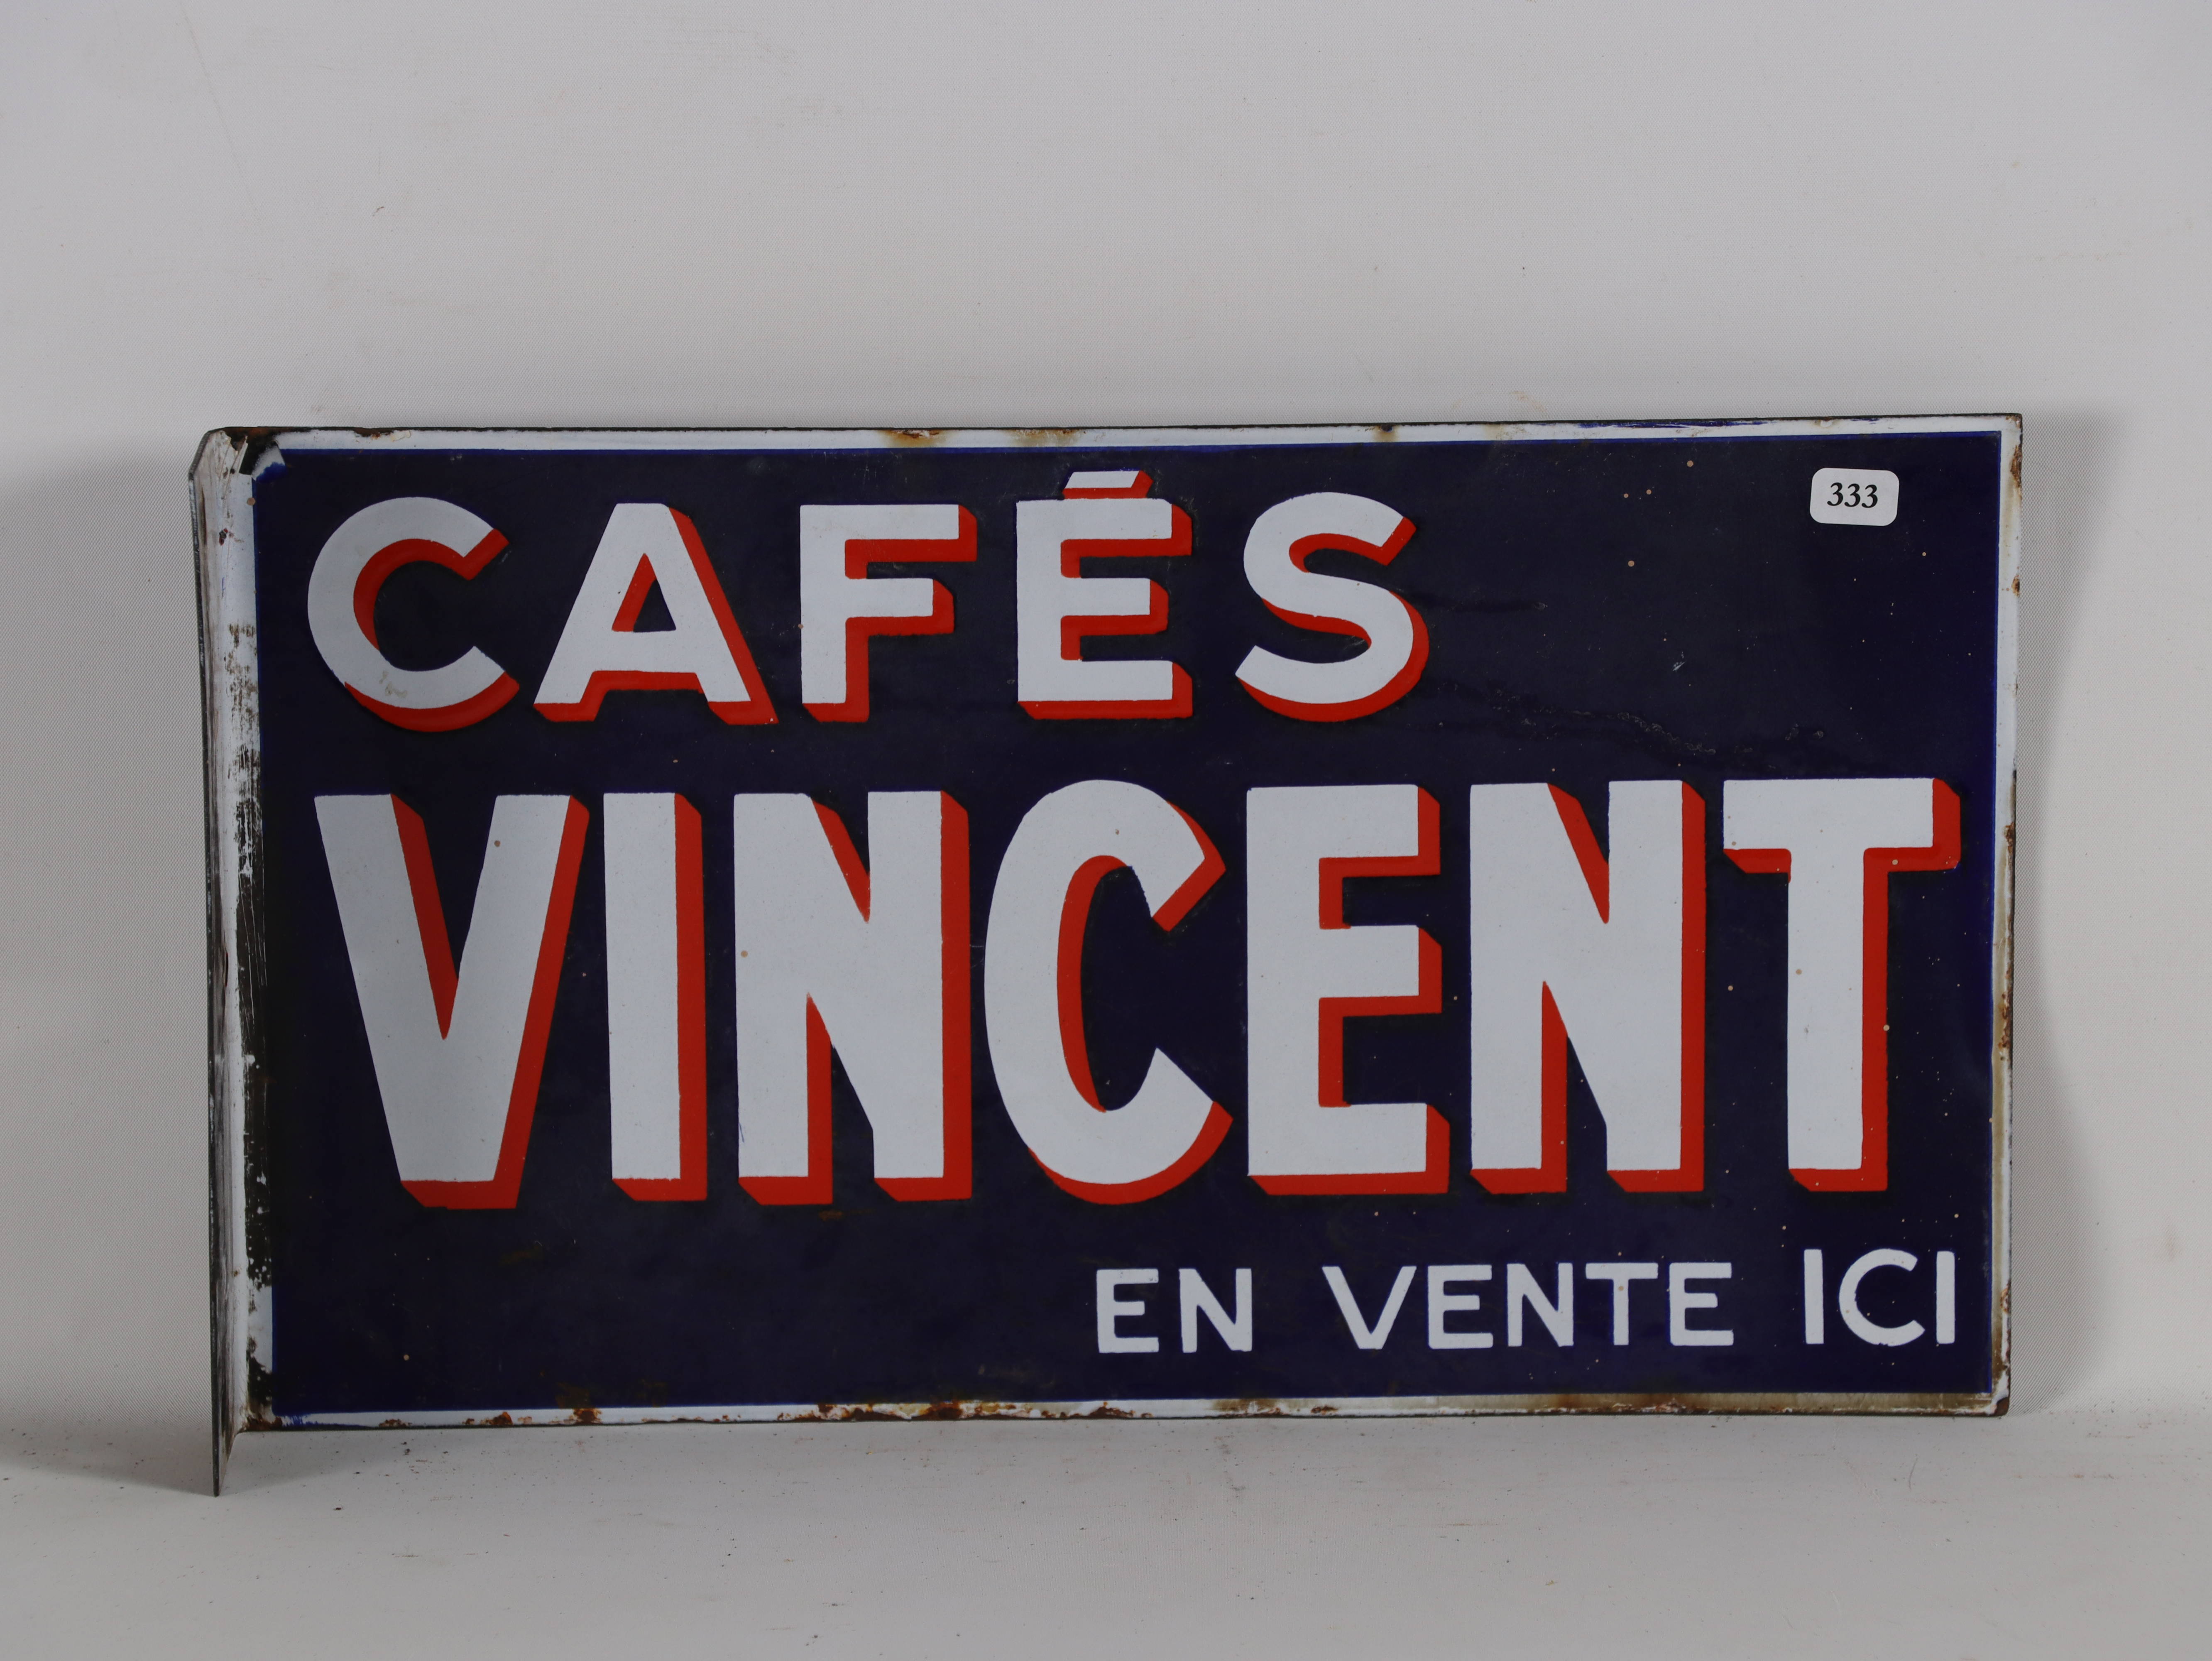 333
CAFÉS
VINCENT
EN VENTE ICI